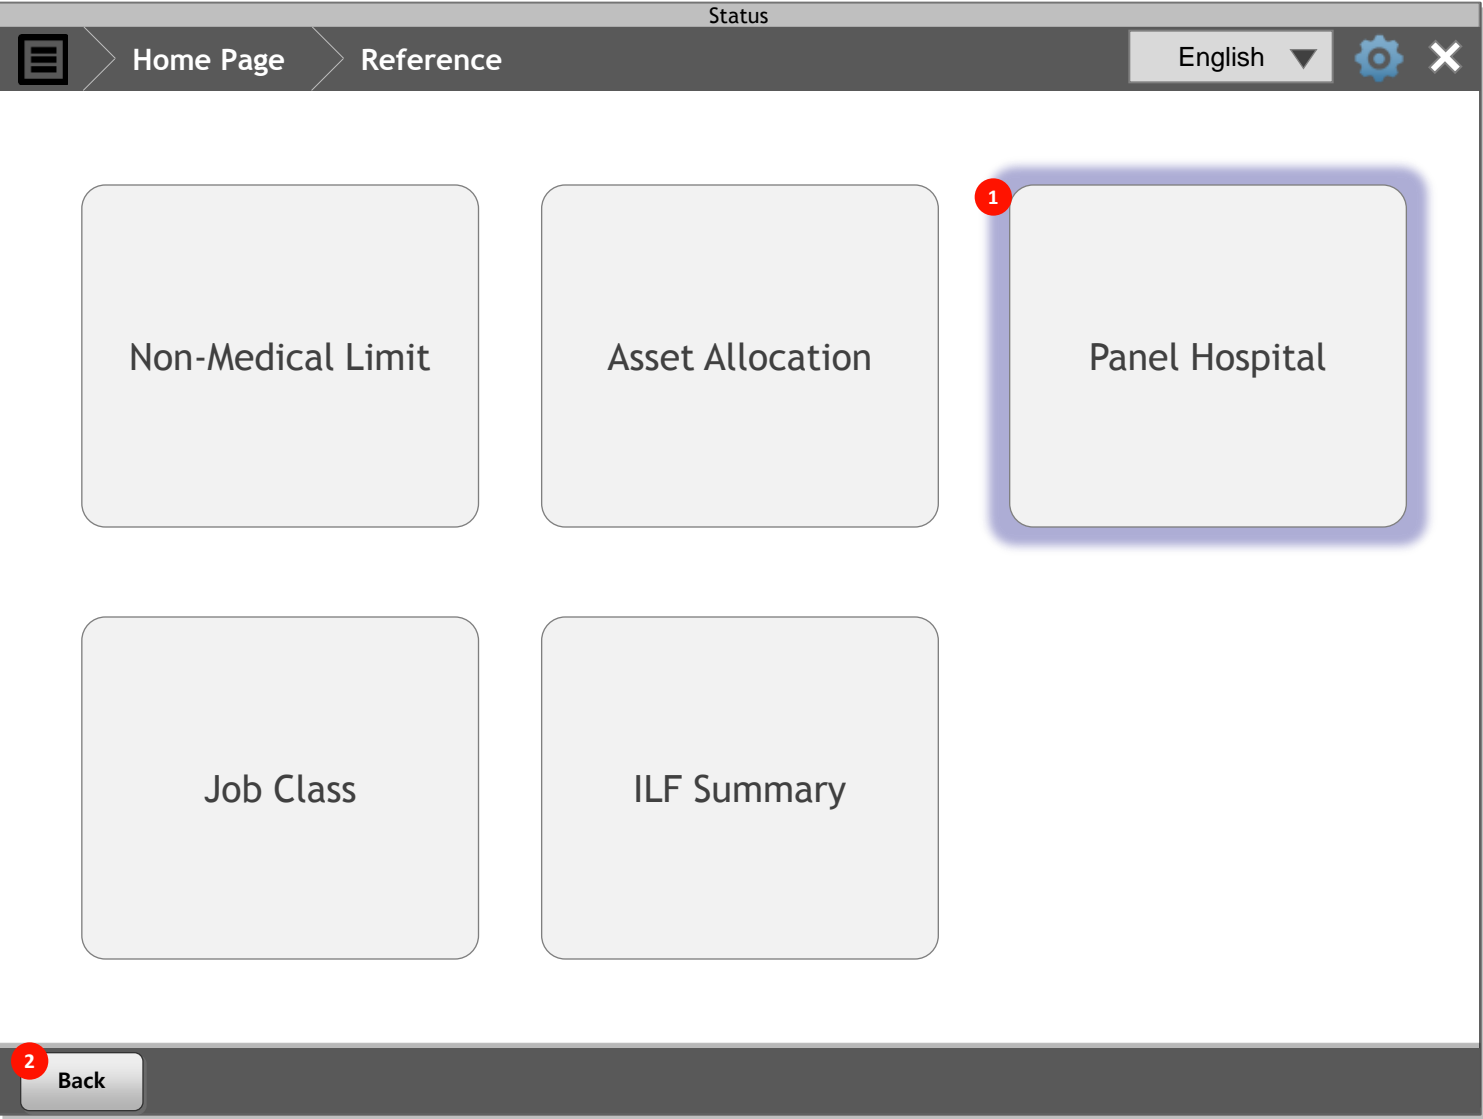 Status
Home Page
Reference
English
1
Non-Medical Limit
Asset Allocation
Panel Hospital
Job Class
ILF Summary
2
Back